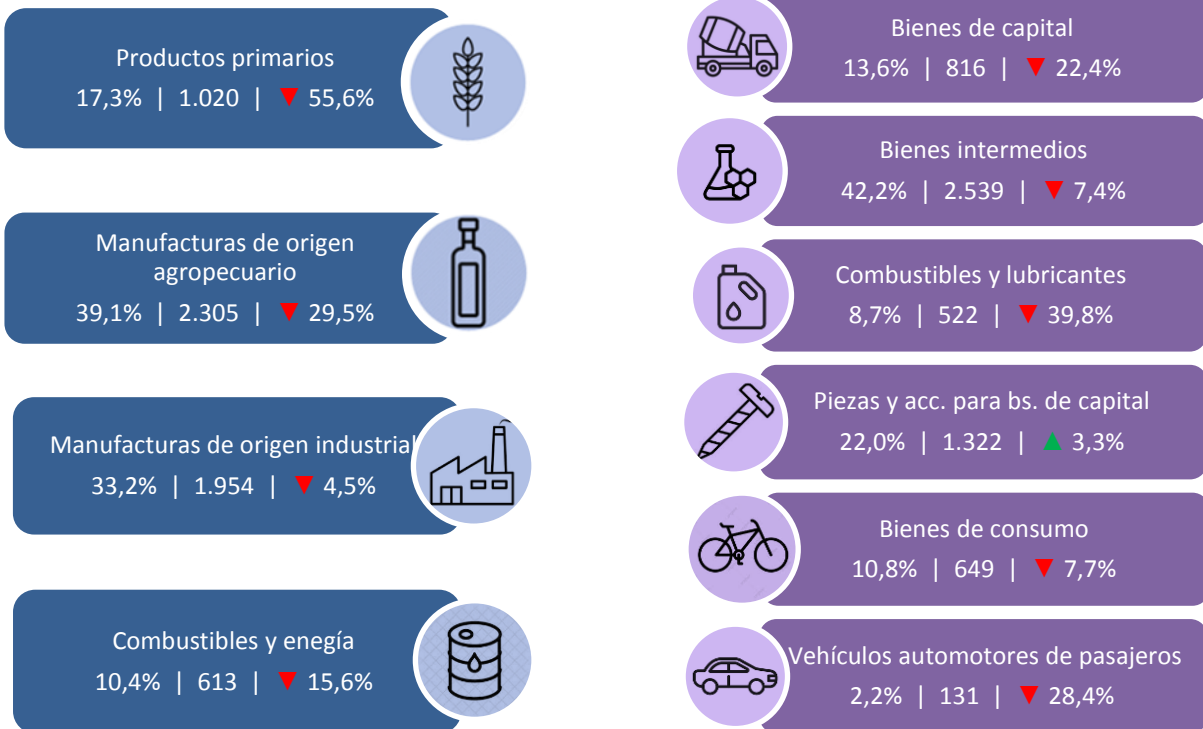 Productos primarios
17,3% | 1.020 | ▼ 55,6%
Manufacturas de origen
agropecuario
39,1% | 2.305 | ▼ 29,5%
Manufacturas de origen industrial
33,2% | 1.954 | ▼ 4,5%
Combustibles y enegía
10,4% | 613 | ▼ 15,6%
Bienes de capital
13,6% | 816 | ▼ 22,4%
Bienes intermedios
42,2% | 2.539 | ▼ 7,4%
Combustibles y lubricantes
8,7% | 522 | ▼ 39,8%
Piezas y acc. para bs. de capital
22,0% | 1.322 | ▲ 3,3%
Bienes de consumo
10,8% | 649 | ▼ 7,7%
Vehículos automotores de pasajeros
2,2% | 131 | ▼ 28,4%